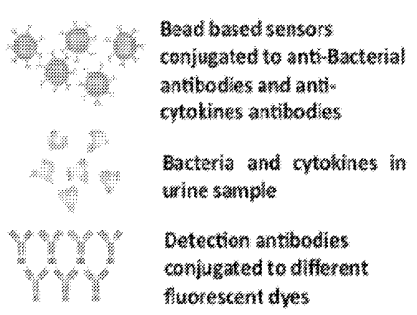 Bead based sensors
conjugated to anti-Bacterial
antibodies and anti-
cytokines antibodies
Bacteria and cytokines in
urine sample
Detection antibodies
conjugated to different
fluorescent dyes